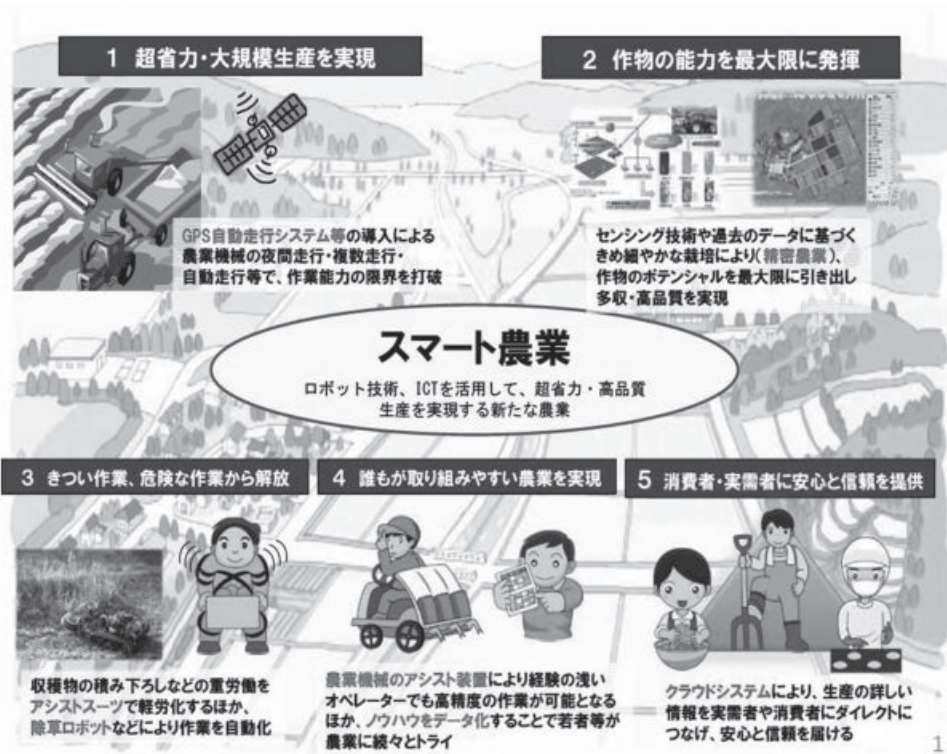 1 超省力・大規模生産を実現
GPS自動走行システム等の導入による
農業機械の夜間走行・複数走行・
自動走行等で、作業能力の限界を打破
2 作物の能力を最大限に発揮
センシング技術や過去のデータに基づく
きめ細やかな栽培により(精密農業)、
作物のポテンシャルを最大限に引き出し
多収・高品質を実現
スマート農業
ロボット技術、ICTを活用して、超省力・高品質
生産を実現する新たな農業
3 きつい作業、危険な作業から解放
収穫物の積み下ろしなどの重労働を
アシストスーツで軽労化するほか、
除草ロボットなどにより作業を自動化
4 誰もが取り組みやすい農業を実現
農業機械のアシスト装置により経験の浅い
オペレーターでも高精度の作業が可能となる
ほか、ノウハウをデータ化することで若者等が
農業に続々とトライ
5 消費者・実需者に安心と信頼を提供
クラウドシステムにより、生産の詳しい
情報を実需者や消費者にダイレクトに
つなげ、安心と信頼を届ける
1